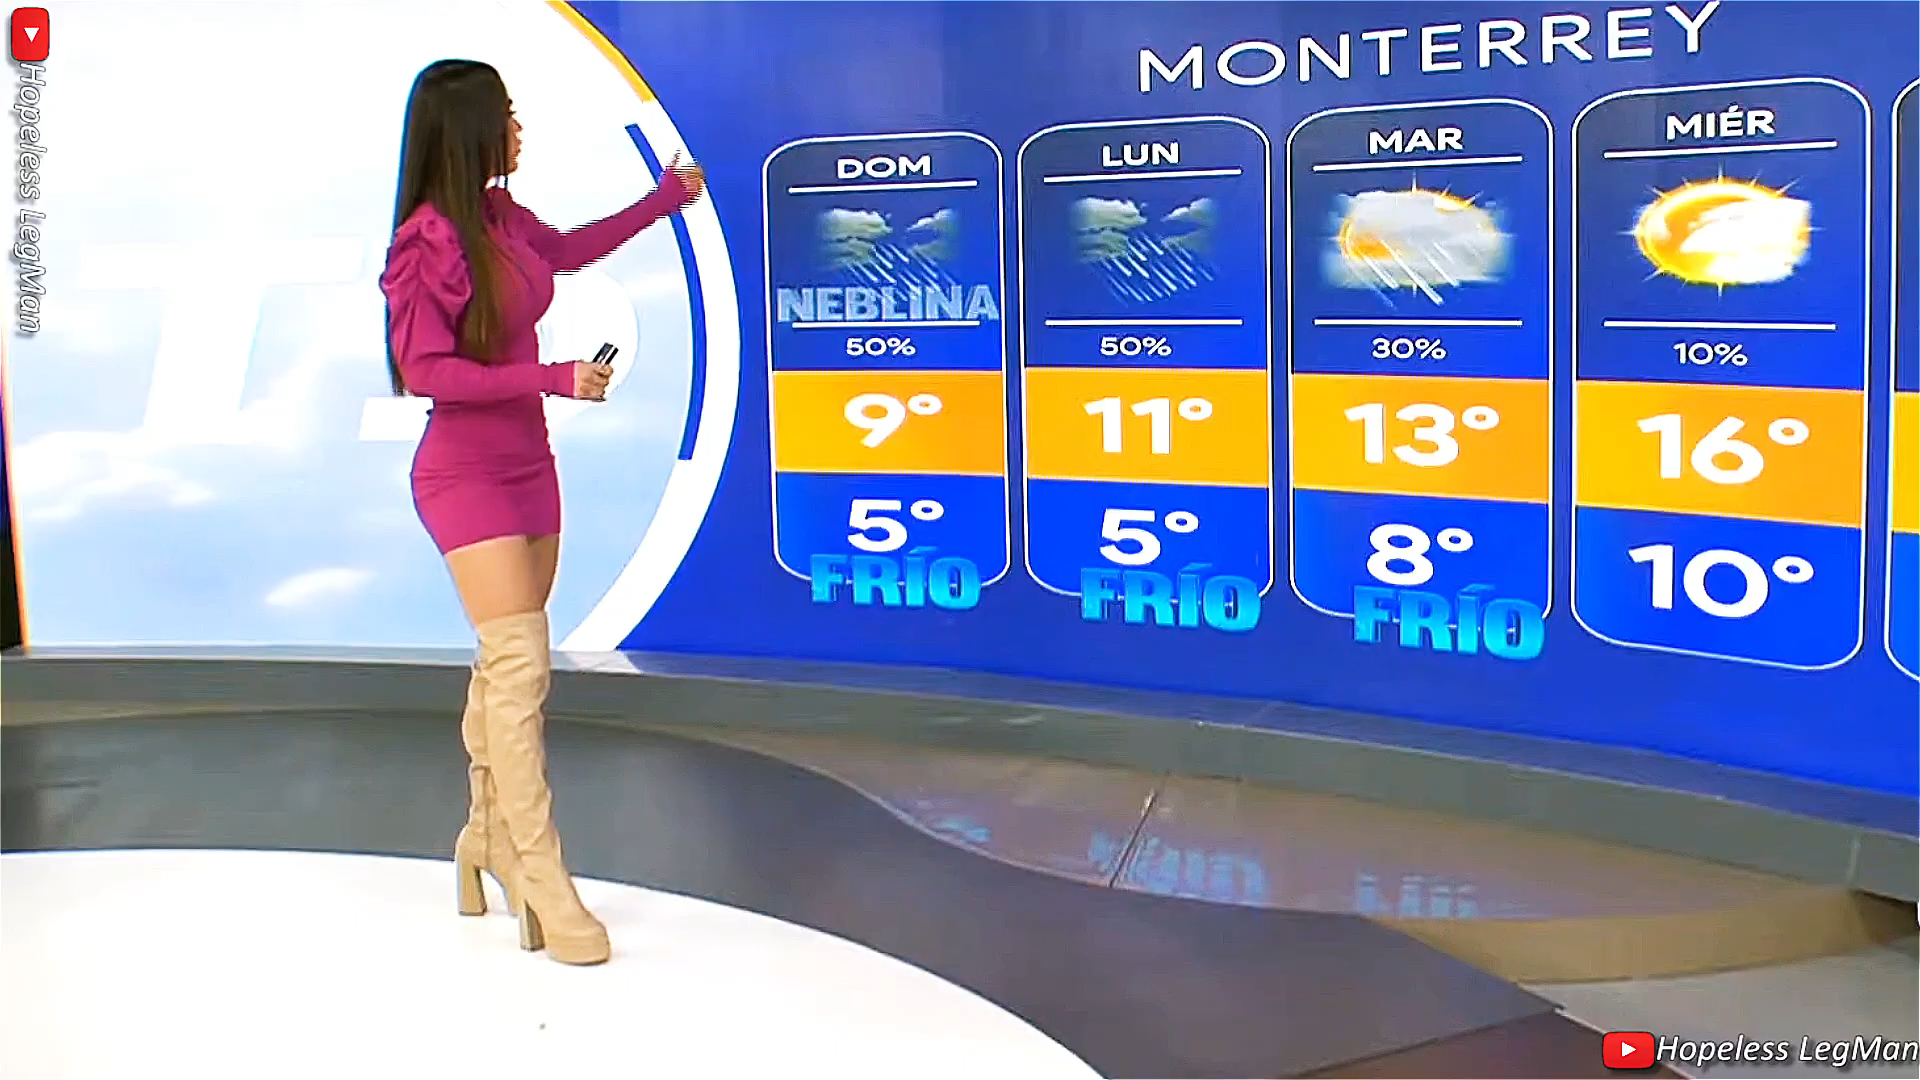 Hopeless LegMan
MONTERREY
DOM
NEBLINA
50%
9°
5°
FRÍO
LUN
50%
11°
5°
FRÍO
MAR
30%
13°
8°
FRÍO
MIÉR
10%
16°
10°
Hopeless LegMan